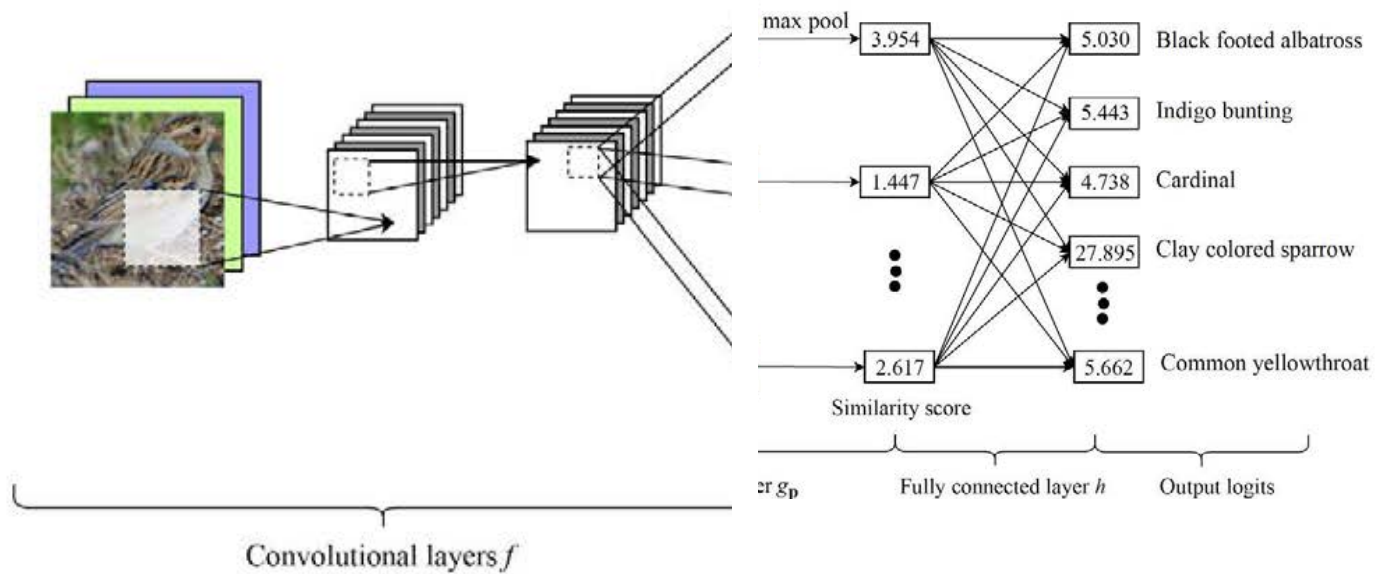 max pool
3.954
5.030
Black footed albatross
5.443
Indigo bunting
1.447
4.738
Cardinal
27.895
Clay colored sparrow
2.617
5.662
Common yellowthroat
Similarity score
er g_p
Fully connected layer h
Output logits
Convolutional layers f